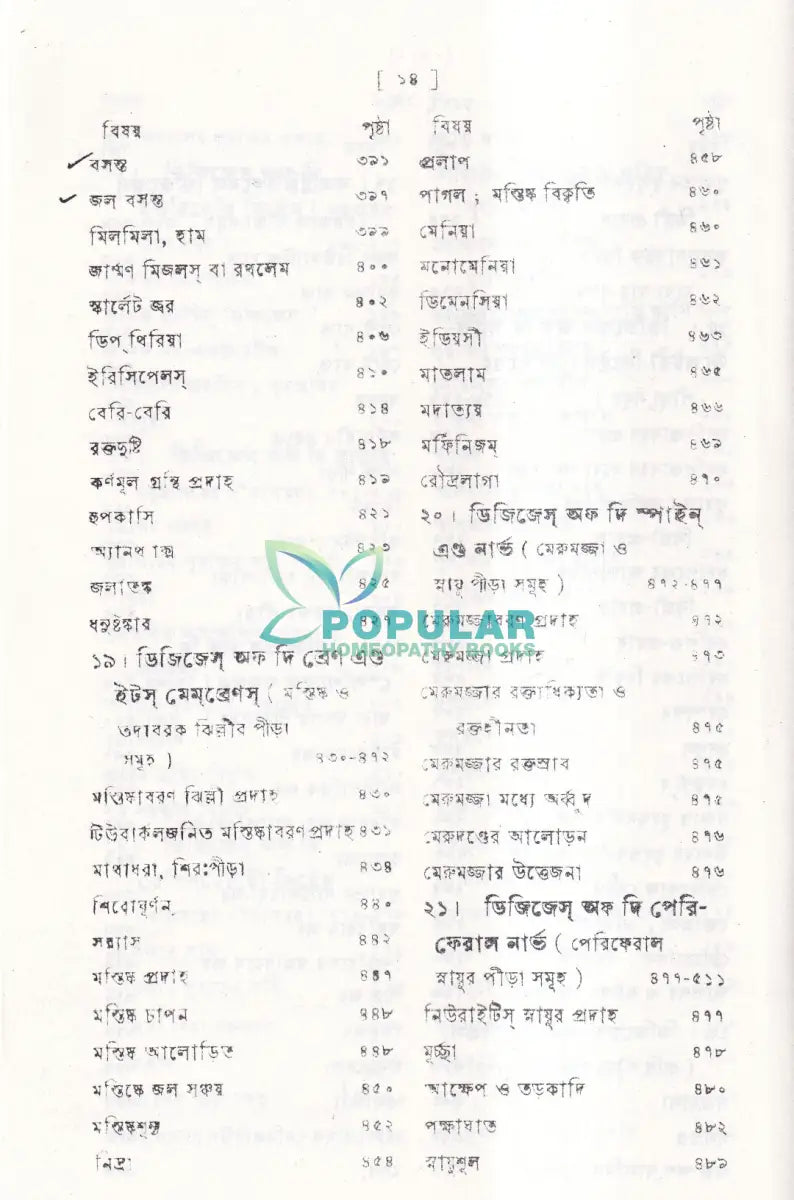 [ ১৪ ]
বিষয় পৃষ্ঠা
বসন্ত ৩৯১
জল বসন্ত ৩৯৭
মিলমিলা, হাম ৩৯৯
জার্ম্মাণ মিজলস্ বা রথলেম ৪০০
স্কার্লেট জ্বর ৪০২
ডিপ্‌থিরিয়া ৪০৬
ইরিসিপেলস্ ৪১০
বেরি-বেরি ৪১৪
রক্তদুষ্টি ৪১৮
কর্ণমূল গ্রন্থি প্রদাহ ৪১৯
হুপকাসি ৪২১
অ্যানথ্রাক্স ৪২৩
জলাতঙ্ক ৪২৫
ধনুষ্টঙ্কার ৪২৭
১৯। ডিজিজেস্ অফ দি ব্রেণ এণ্ড
ইটস্ মেম্ব্রেণস্ ( মস্তিষ্ক ও
তদাবরক ঝিল্লীর পীড়া
সমূহ ) ৪৩০-৪৭২
মস্তিষ্কাবরণ ঝিল্লী প্রদাহ ৪৩০
টিউবার্কলজনিত মস্তিষ্কাবরণ প্রদাহ ৪৩১
মাথাধরা, শিরঃপীড়া ৪৩৪
শিরোঘূর্ণন ৪৪০
সন্ন্যাস ৪৪২
মস্তিষ্ক প্রদাহ ৪৪৭
মস্তিষ্ক চাপন ৪৪৮
মস্তিষ্ক আলোড়িত ৪৪৮
মস্তিষ্কে জল সঞ্চয় ৪৫০
মস্তিষ্কশূন্য ৪৫২
নিদ্রা ৪৫৪
বিষয় পৃষ্ঠা
প্রলাপ ৪৫৮
পাগল ; মস্তিষ্ক বিকৃতি ৪৬০
মেনিয়া ৪৬০
মনোমেনিয়া ৪৬১
ডিমেনসিয়া ৪৬২
ইডিয়সী ৪৬৩
মাতলাম ৪৬৫
মদাত্যয় ৪৬৬
মর্ফিনিজম্ ৪৬৯
রৌদ্রলাগা ৪৭০
২০। ডিজিজেস্ অফ দি স্পাইন্
এণ্ড নার্ভ ( মেরুমজ্জা ও
স্নায়ু পীড়া সমূহ ) ৪৭২-৪৭৭
মেরুমজ্জাবরণ প্রদাহ ৪৭২
মেরুমজ্জা প্রদাহ ৪৭৩
মেরুমজ্জার রক্তাধিক্যতা ও
রক্তহীনতা ৪৭৫
মেরুমজ্জার রক্তস্রাব ৪৭৫
মেরুমজ্জা মধ্যে অর্ব্বুদ ৪৭৫
মেরুদণ্ডের আলোড়ন ৪৭৬
মেরুমজ্জার উত্তেজনা ৪৭৬
২১। ডিজিজেস্ অফ দি পেরি-
ফেরাল নার্ভ ( পেরিফেরাল
স্নায়ুর পীড়া সমূহ ) ৪৭৭-৫১১
নিউরাইটিস্ স্নায়ুর প্রদাহ ৪৭৭
মূর্চ্ছা ৪৭৮
আক্ষেপ ও তড়কাদি ৪৮০
পক্ষাঘাত ৪৮২
স্নায়ুশূল ৪৮৯
POPULAR
HOMEOPATHY BOOKS